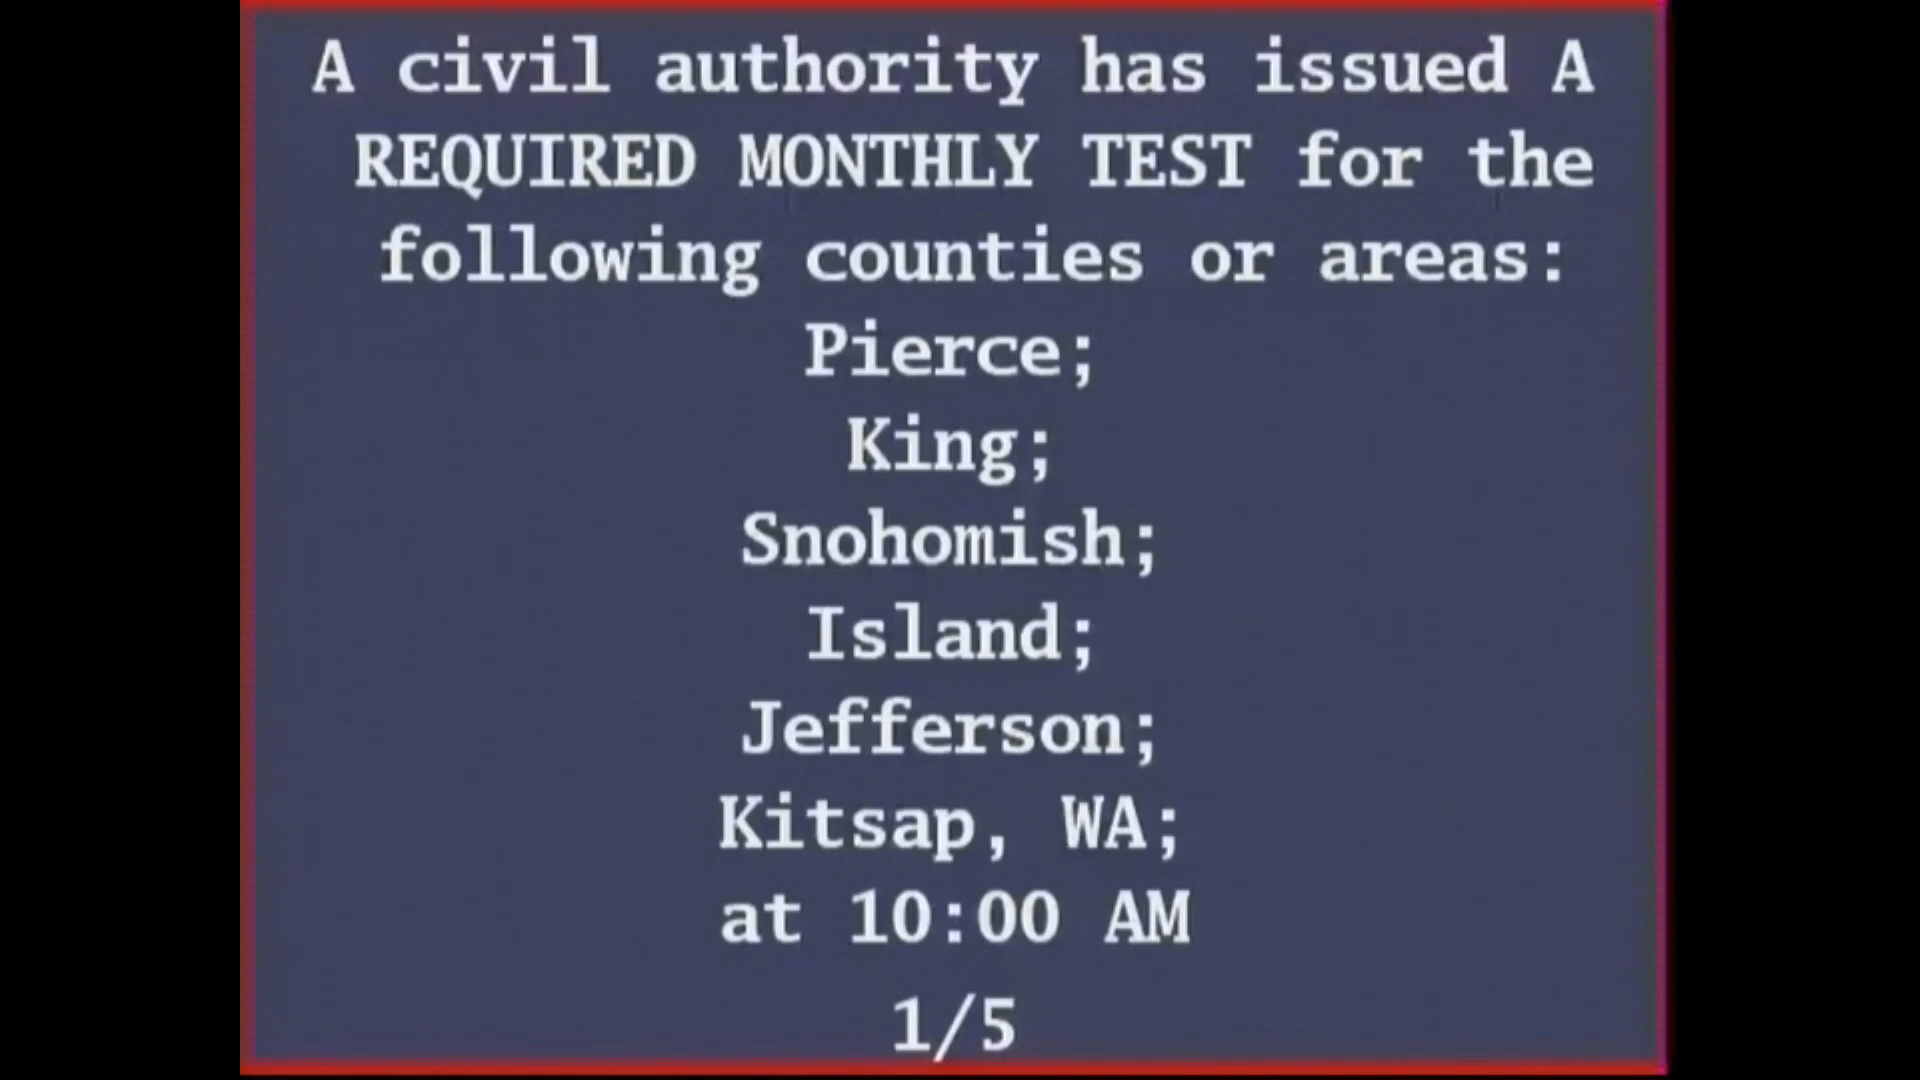 A civil authority has issued A
REQUIRED MONTHLY TEST for the
following counties or areas:
Pierce;
King;
Snohomish;
Island;
Jefferson;
Kitsap, WA;
at 10:00 AM
1/5